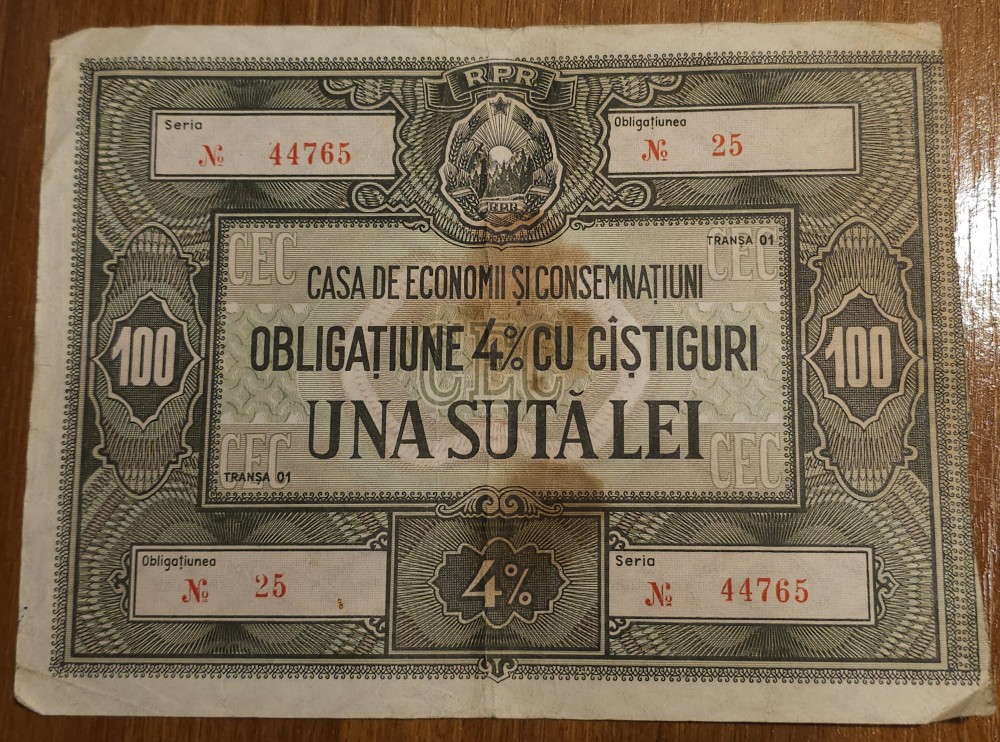 RPR
Seria
№ 44765
Obligațiunea
№ 25
RPR
CEC
CEC
TRANȘA 01
CASA DE ECONOMII ȘI CONSEMNAȚIUNI
OBLIGAȚIUNE 4% CU CÎȘTIGURI
CEC
100
100
UNA SUTĂ LEI
CEC
CEC
TRANȘA 01
Obligațiunea
№ 25
4%
Seria
№ 44765